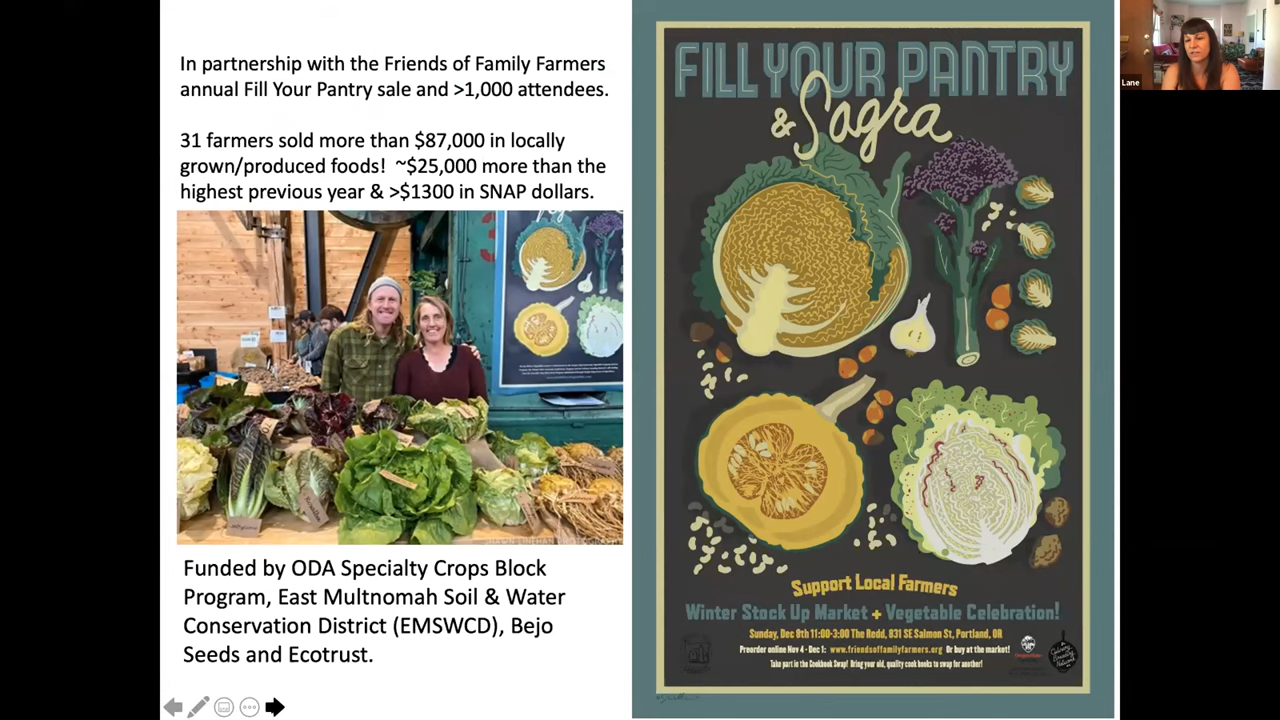 In partnership with the Friends of Family Farmers
annual Fill Your Pantry sale and >1,000 attendees.
31 farmers sold more than $87,000 in locally
grown/produced foods!  ~$25,000 more than the
highest previous year & >$1300 in SNAP dollars.
Funded by ODA Specialty Crops Block
Program, East Multnomah Soil & Water
Conservation District (EMSWCD), Bejo
Seeds and Ecotrust.
FILL YOUR PANTRY
& Sagra
Support Local Farmers
Winter Stock Up Market + Vegetable Celebration!
Sunday, Dec 8th 11:00-3:00 The Redd, 831 SE Salmon St, Portland, OR
Preorder online Nov 4 - Dec 1: www.friendsoffamilyfarmers.org Or buy at the market!
Take part in the Cookbook Swap! Bring your old, quality cook books to swap for another!
Lane